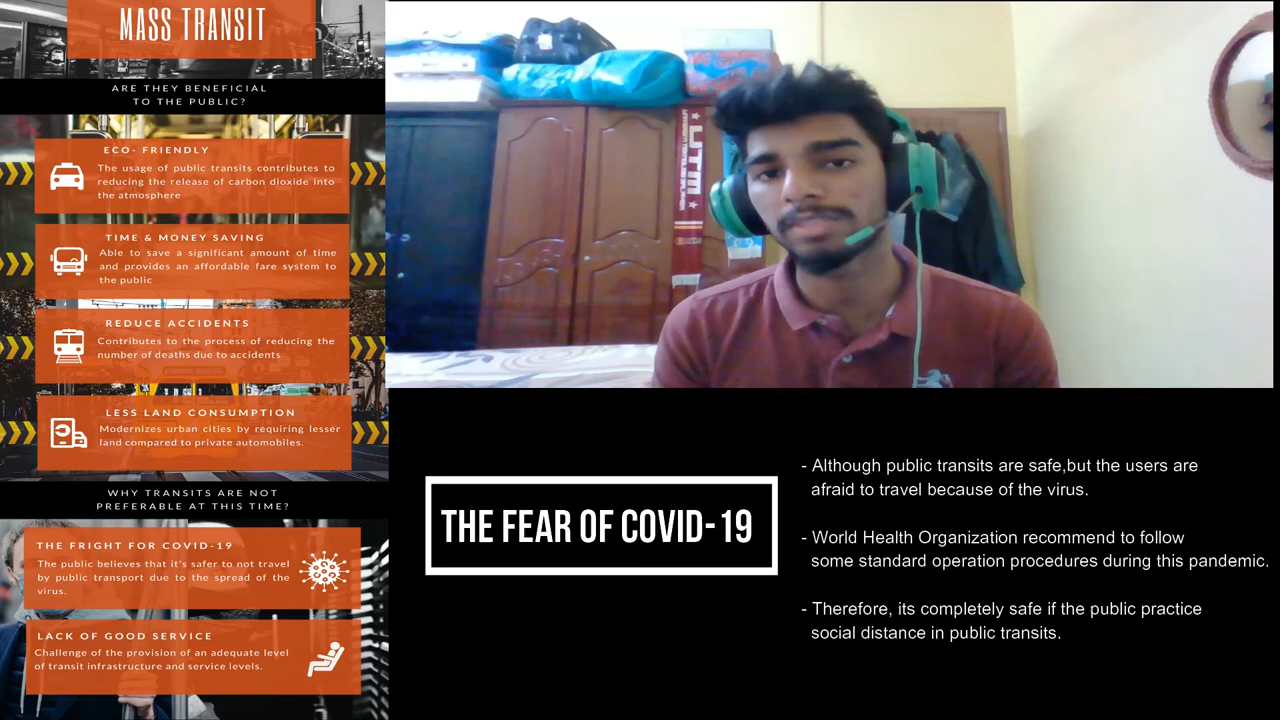 MASS TRANSIT
ARE THEY BENEFICIAL
TO THE PUBLIC?
ECO- FRIENDLY
The usage of public transits contributes to
reducing the release of carbon dioxide into
the atmosphere
TIME & MONEY SAVING
Able to save a significant amount of time
and provides an affordable fare system to
the public
REDUCE ACCIDENTS
Contributes to the process of reducing the
number of deaths due to accidents
LESS LAND CONSUMPTION
Modernizes urban cities by requiring lesser
land compared to private automobiles.
WHY TRANSITS ARE NOT
PREFERABLE AT THIS TIME?
THE FRIGHT FOR COVID-19
The public believes that it's safer to not travel
by public transport due to the spread of the
virus.
LACK OF GOOD SERVICE
Challenge of the provision of an adequate level
of transit infrastructure and service levels.
UTM
THE FEAR OF COVID-19
- Although public transits are safe,but the users are
afraid to travel because of the virus.
- World Health Organization recommend to follow
some standard operation procedures during this pandemic.
- Therefore, its completely safe if the public practice
social distance in public transits.